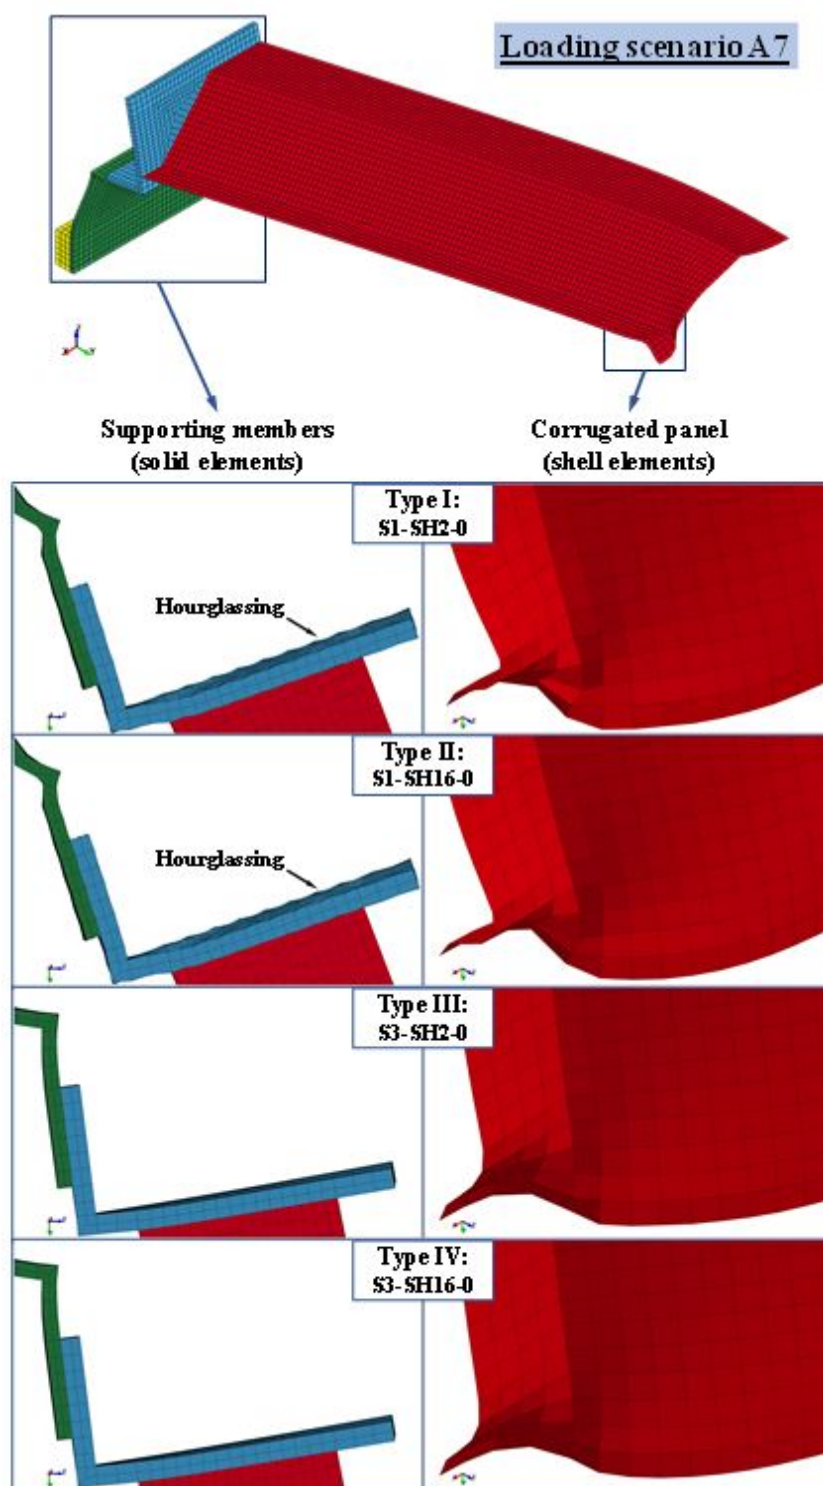 Loading scenario A7
Supporting members
(solid elements)
Corrugated panel
(shell elements)
Type I:
S1-SH2-0
Hourglassing
Type II:
S1-SH16-0
Hourglassing
Type III:
S3-SH2-0
Type IV:
S3-SH16-0